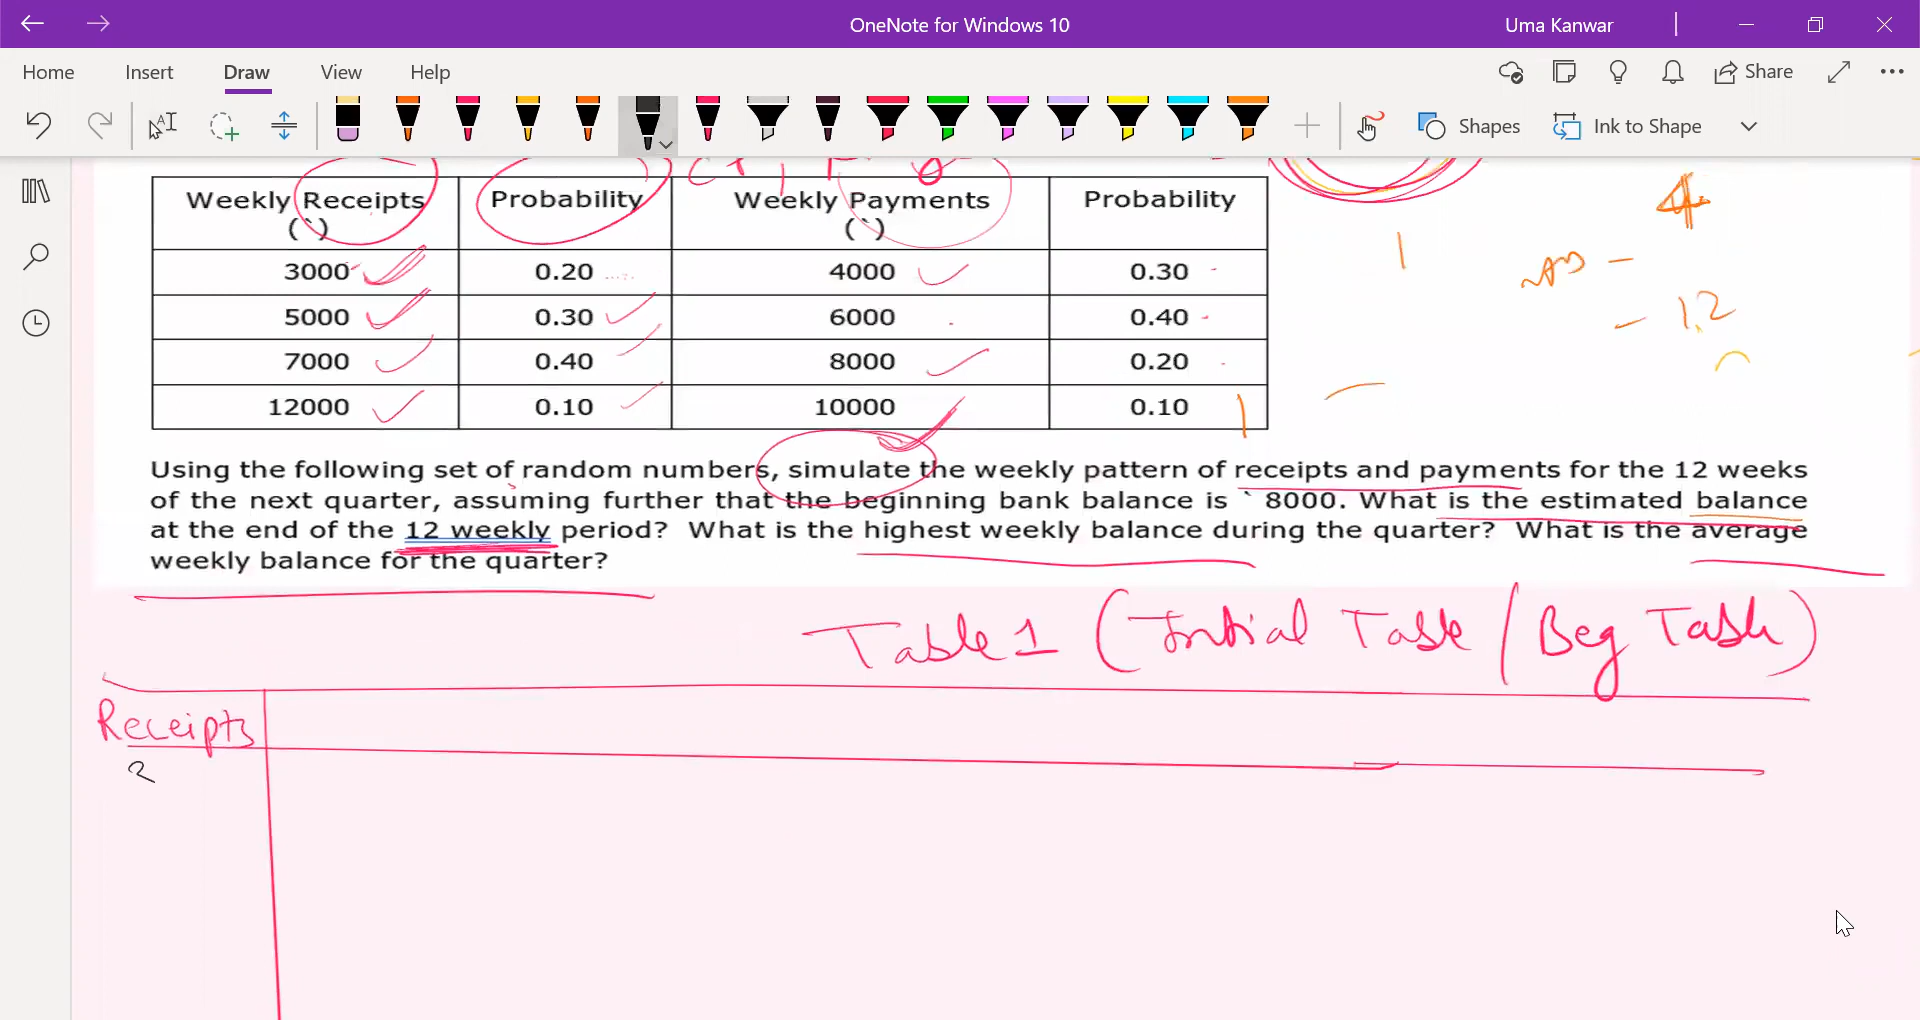 OneNote for Windows 10
Uma Kanwar
Home Insert Draw View Help
Share
Shapes
Ink to Shape
Weekly Receipts (`) Probability Weekly Payments (`) Probability
3000 0.20 4000 0.30
5000 0.30 6000 0.40
7000 0.40 8000 0.20
12000 0.10 10000 0.10
- 12
Using the following set of random numbers, simulate the weekly pattern of receipts and payments for the 12 weeks
of the next quarter, assuming further that the beginning bank balance is ` 8000. What is the estimated balance
at the end of the 12 weekly period? What is the highest weekly balance during the quarter? What is the average
weekly balance for the quarter?
Table 1 (Initial Table / Beg Table)
Receipts